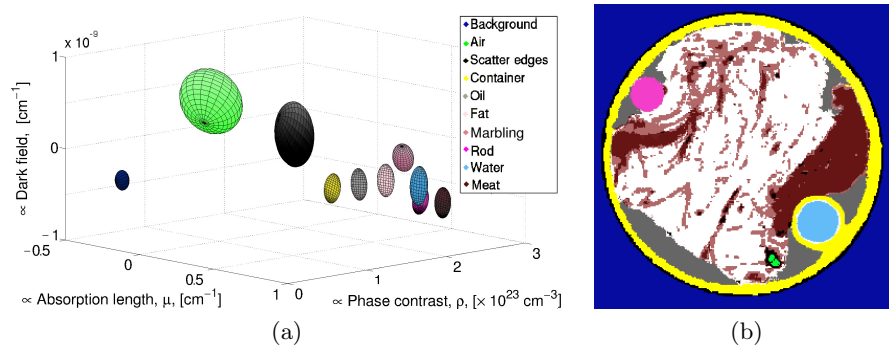 1 x 10⁻⁹
0
−1
∝ Dark field, [cm⁻¹]
−0.5
0
0.5
1
∝ Absorption length, μ, [cm⁻¹]
0
1
2
3
∝ Phase contrast, ρ, [× 10²³ cm⁻³]
Background
Air
Scatter edges
Container
Oil
Fat
Marbling
Rod
Water
Meat
(a)
(b)